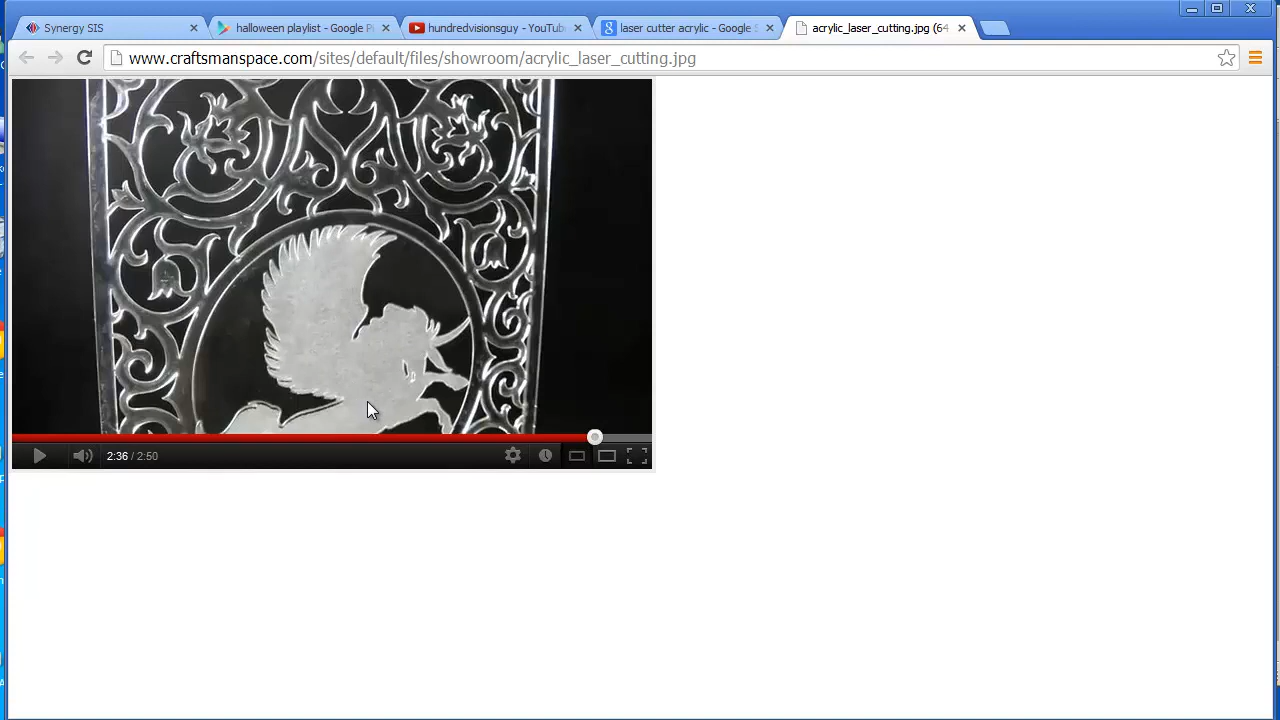 Synergy SIS
halloween playlist - Google Pl
hundredvisionsguy - YouTube
laser cutter acrylic - Google S
acrylic_laser_cutting.jpg (64
www.craftsmanspace.com/sites/default/files/showroom/acrylic_laser_cutting.jpg
2:36 / 2:50